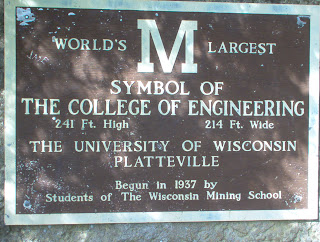 WORLD'S M LARGEST
SYMBOL OF
THE COLLEGE OF ENGINEERING
241 Ft. High 214 Ft. Wide
THE UNIVERSITY OF WISCONSIN
PLATTEVILLE
Begun in 1937 by
Students of The Wisconsin Mining School